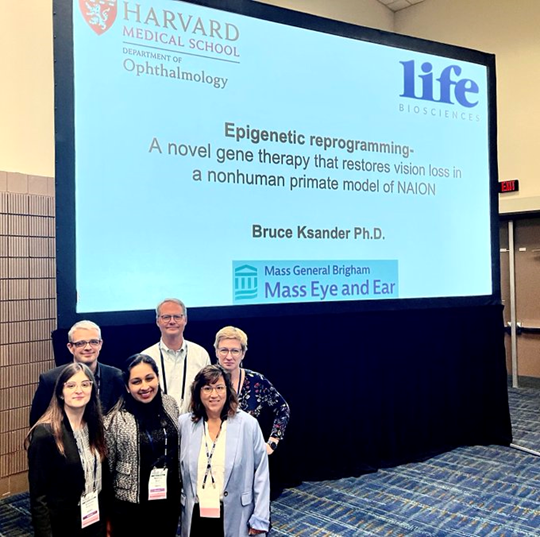 HARVARD
MEDICAL SCHOOL
DEPARTMENT OF
Ophthalmology
life
BIOSCIENCES
Epigenetic reprogramming-
A novel gene therapy that restores vision loss in
a nonhuman primate model of NAION
Bruce Ksander Ph.D.
Mass General Brigham
Mass Eye and Ear
EXIT